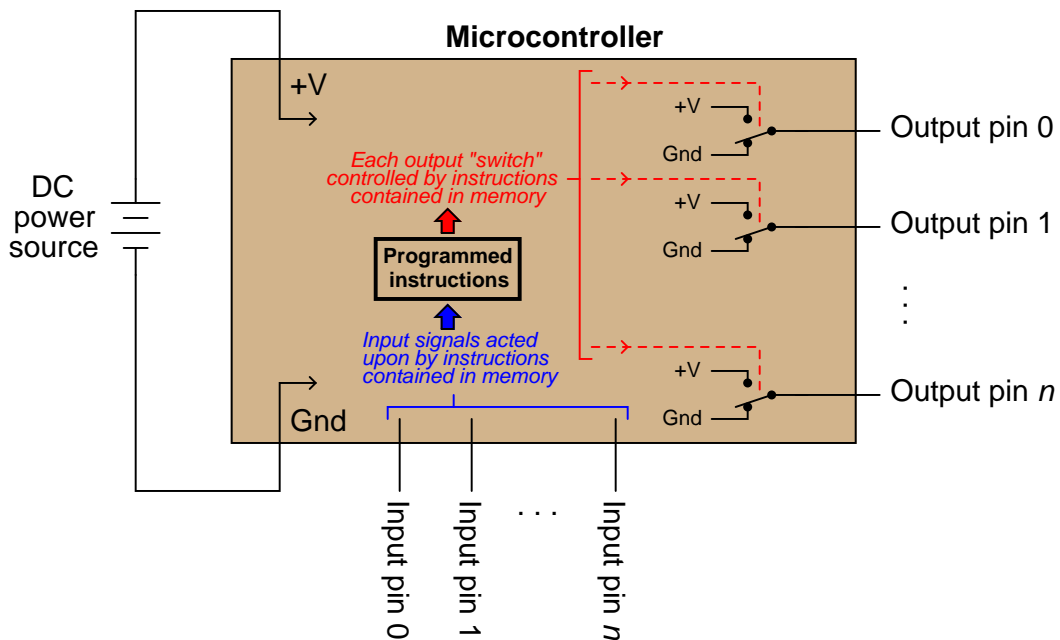 Microcontroller
DC
power
source
+V
Each output "switch"
controlled by instructions
contained in memory
Programmed
instructions
Input signals acted
upon by instructions
contained in memory
Gnd
+V
Gnd
Output pin 0
+V
Gnd
Output pin 1
. . .
+V
Gnd
Output pin n
Input pin 0
Input pin 1
. . .
Input pin n